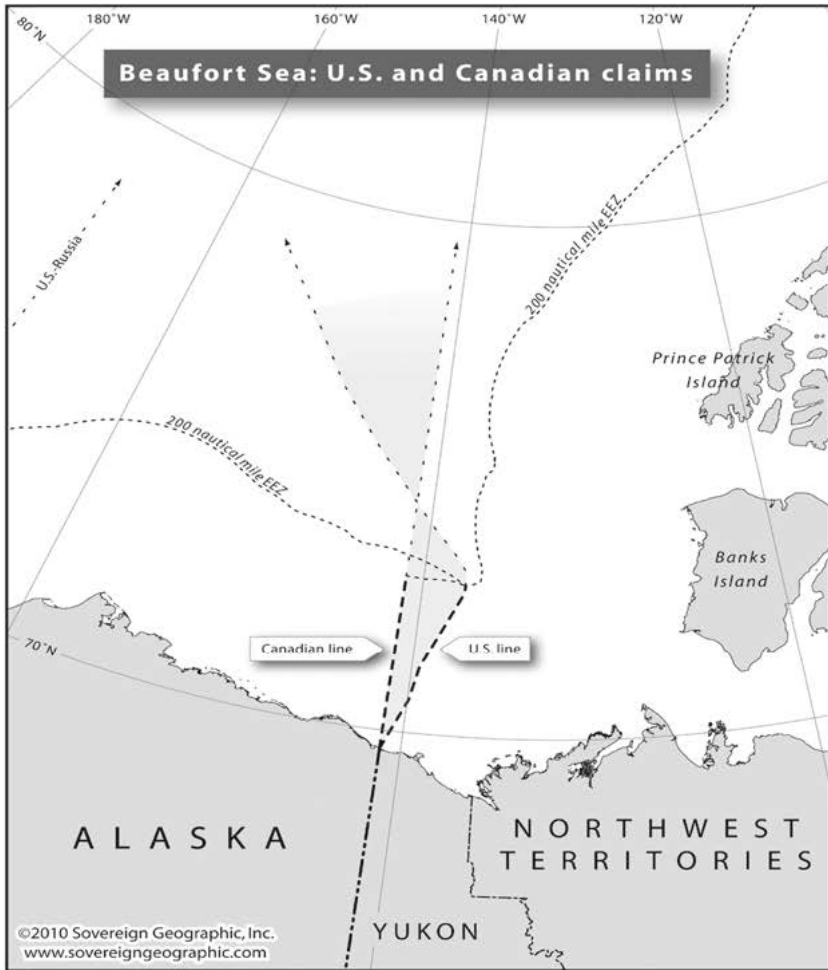 80°N
180°W
160°W
140°W
120°W
Beaufort Sea: U.S. and Canadian claims
U.S.-Russia
200 nautical mile EEZ
Prince Patrick
Island
200 nautical mile EEZ
Banks
Island
Canadian line
U.S. line
70°N
ALASKA
NORTHWEST
TERRITORIES
YUKON
©2010 Sovereign Geographic, Inc.
www.sovereigngeographic.com